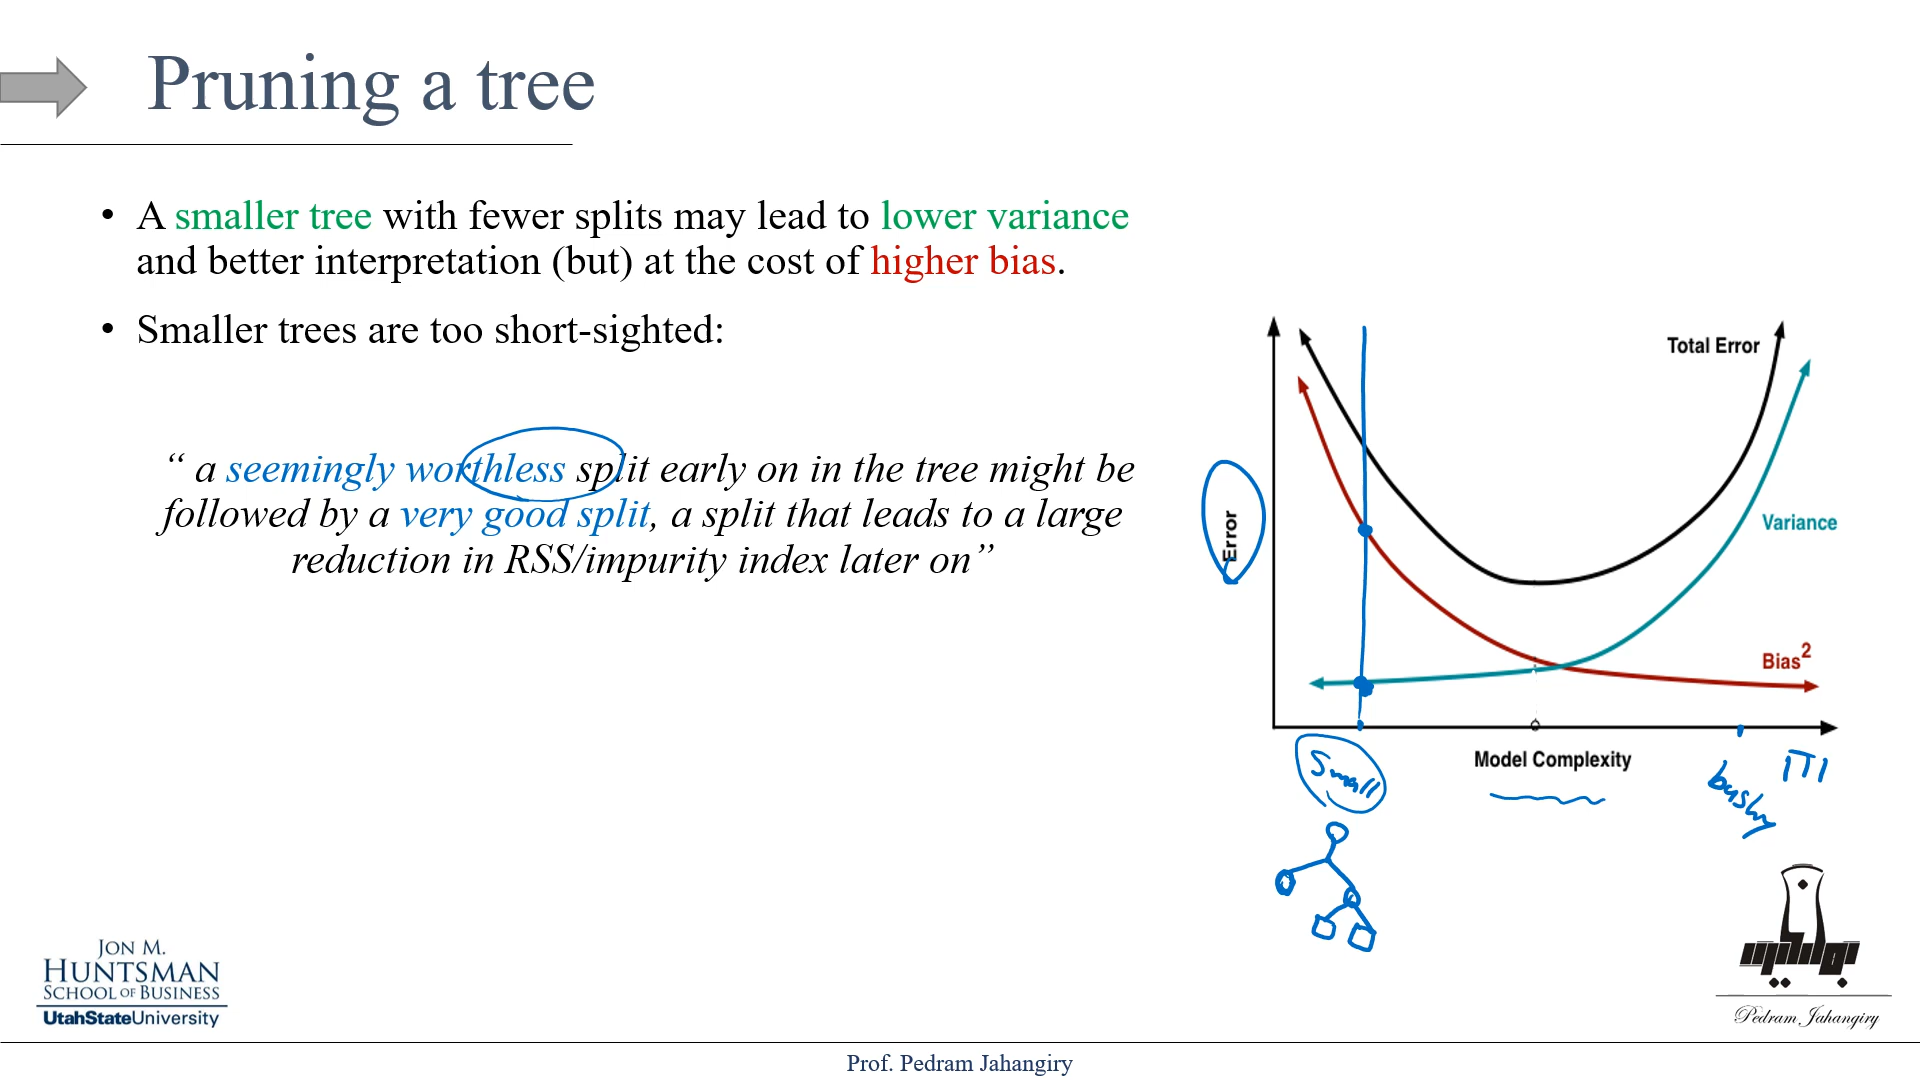 Pruning a tree
• A smaller tree with fewer splits may lead to lower variance
and better interpretation (but) at the cost of higher bias.
• Smaller trees are too short-sighted:
“ a seemingly worthless split early on in the tree might be
followed by a very good split, a split that leads to a large
reduction in RSS/impurity index later on”
Total Error
Variance
Error
Bias²
Model Complexity
Small
bushy
|T|
JON M.
HUNTSMAN
SCHOOL OF BUSINESS
UtahStateUniversity
Pedram Jahangiry
Prof. Pedram Jahangiry